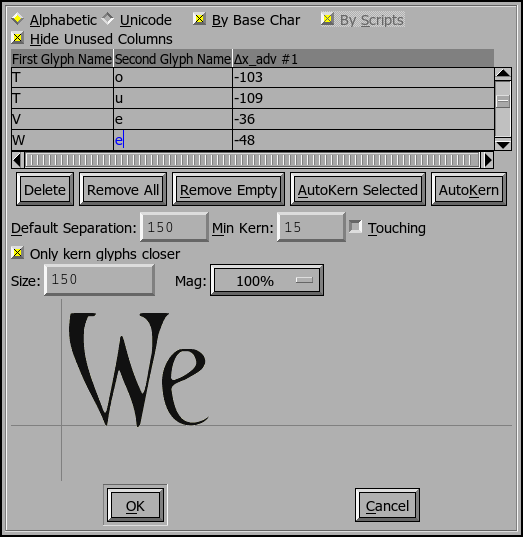 Alphabetic Unicode By Base Char By Scripts
Hide Unused Columns
First Glyph Name Second Glyph Name Δx_adv #1
T o -103
T u -109
V e -36
W e -48
Delete Remove All Remove Empty AutoKern Selected AutoKern
Default Separation: 150 Min Kern: 15 Touching
Only kern glyphs closer
Size: 150 Mag: 100%
We
OK Cancel